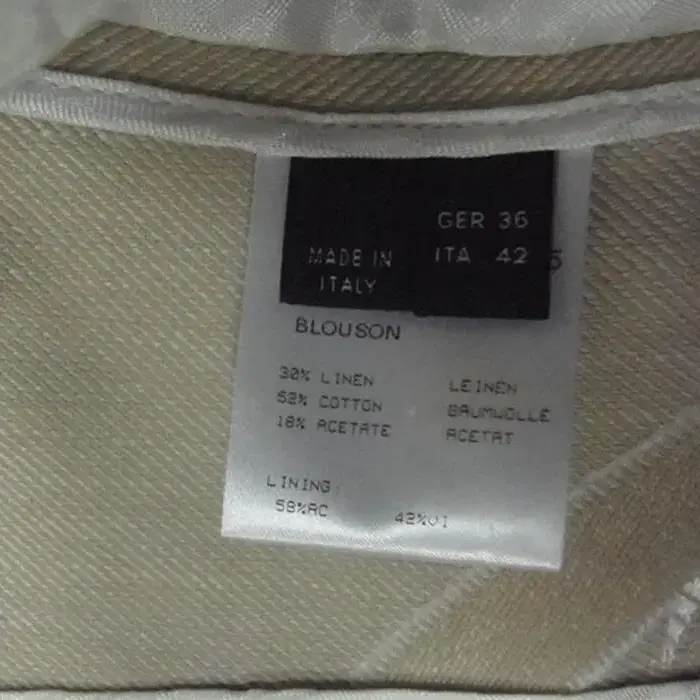 GER 36
MADE IN ITA 42
ITALY
BLOUSON
30% LINEN LEINEN
52% COTTON BAUMWOLLE
18% ACETATE ACETAT
LINING:
58%AC 42%VI